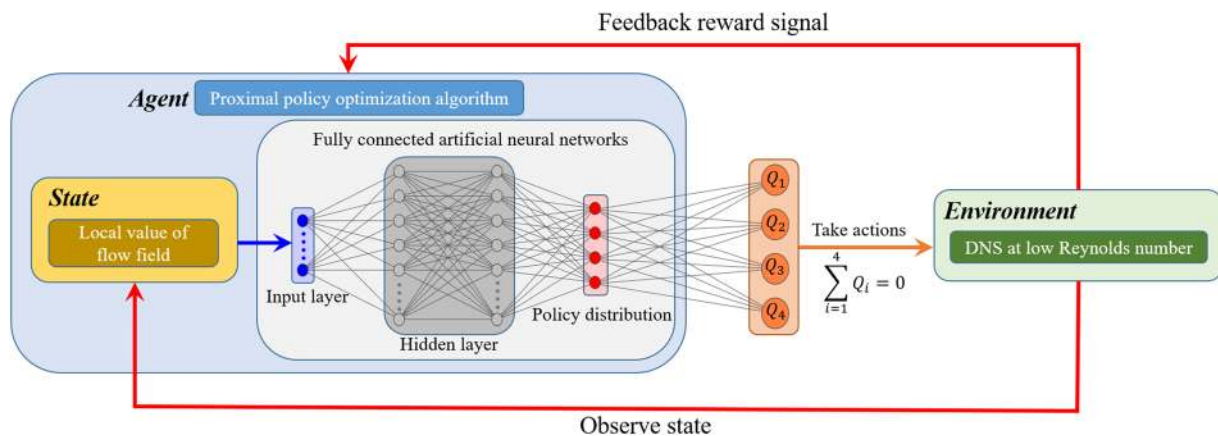 Feedback reward signal
Agent
Proximal policy optimization algorithm
Fully connected artificial neural networks
State
Local value of
flow field
Input layer
Hidden layer
Policy distribution
Q₁
Q₂
Q₃
Q₄
Take actions
4
∑ Qᵢ = 0
i=1
Environment
DNS at low Reynolds number
Observe state